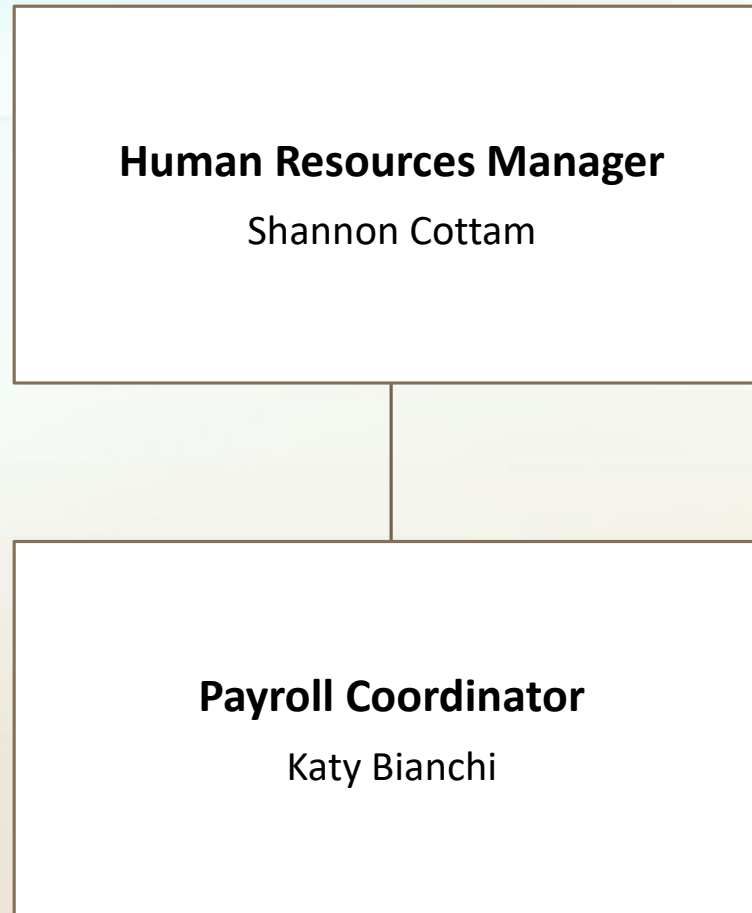 Human Resources Manager
Shannon Cottam
Payroll Coordinator
Katy Bianchi